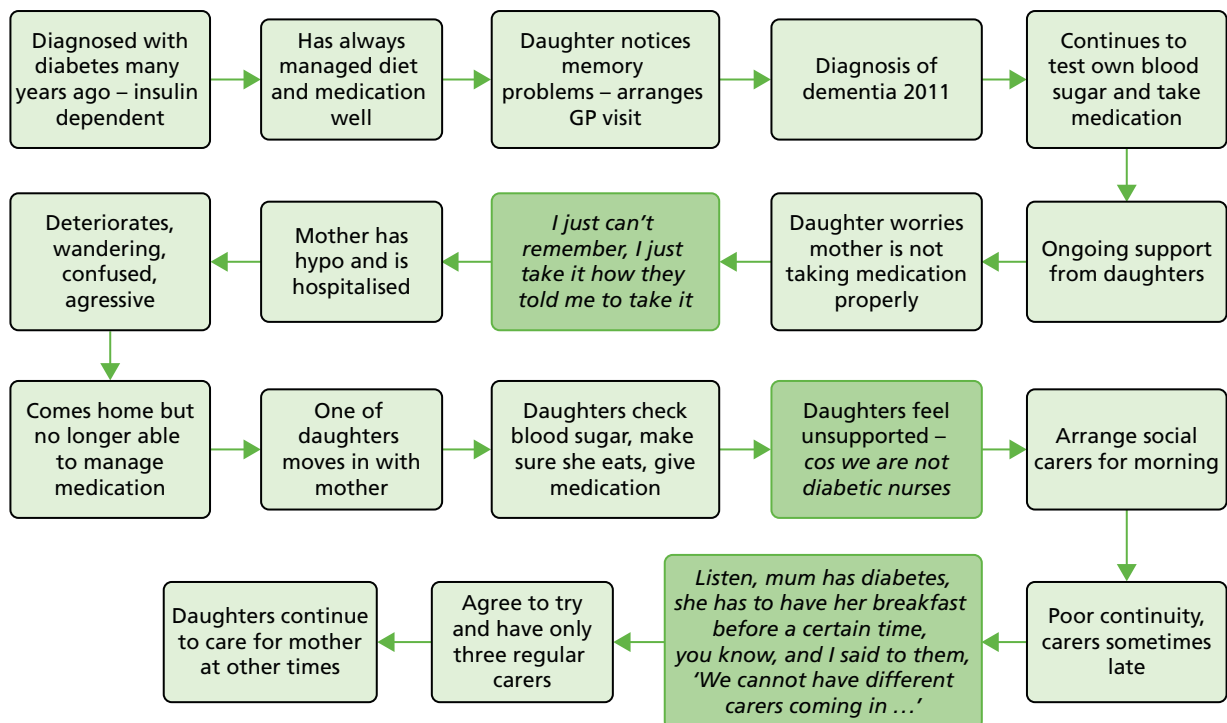 Diagnosed with
diabetes many
years ago – insulin
dependent
Has always
managed diet
and medication
well
Daughter notices
memory
problems – arranges
GP visit
Diagnosis of
dementia 2011
Continues to
test own blood
sugar and take
medication
Ongoing support
from daughters
Daughter worries
mother is not
taking medication
properly
I just can't
remember, I just
take it how they
told me to take it
Mother has
hypo and is
hospitalised
Deteriorates,
wandering,
confused,
agressive
Comes home but
no longer able
to manage
medication
One of
daughters
moves in with
mother
Daughters check
blood sugar, make
sure she eats, give
medication
Daughters feel
unsupported –
cos we are not
diabetic nurses
Arrange social
carers for morning
Poor continuity,
carers sometimes
late
Listen, mum has diabetes,
she has to have her breakfast
before a certain time,
you know, and I said to them,
‘We cannot have different
carers coming in …’
Agree to try
and have only
three regular
carers
Daughters continue
to care for mother
at other times